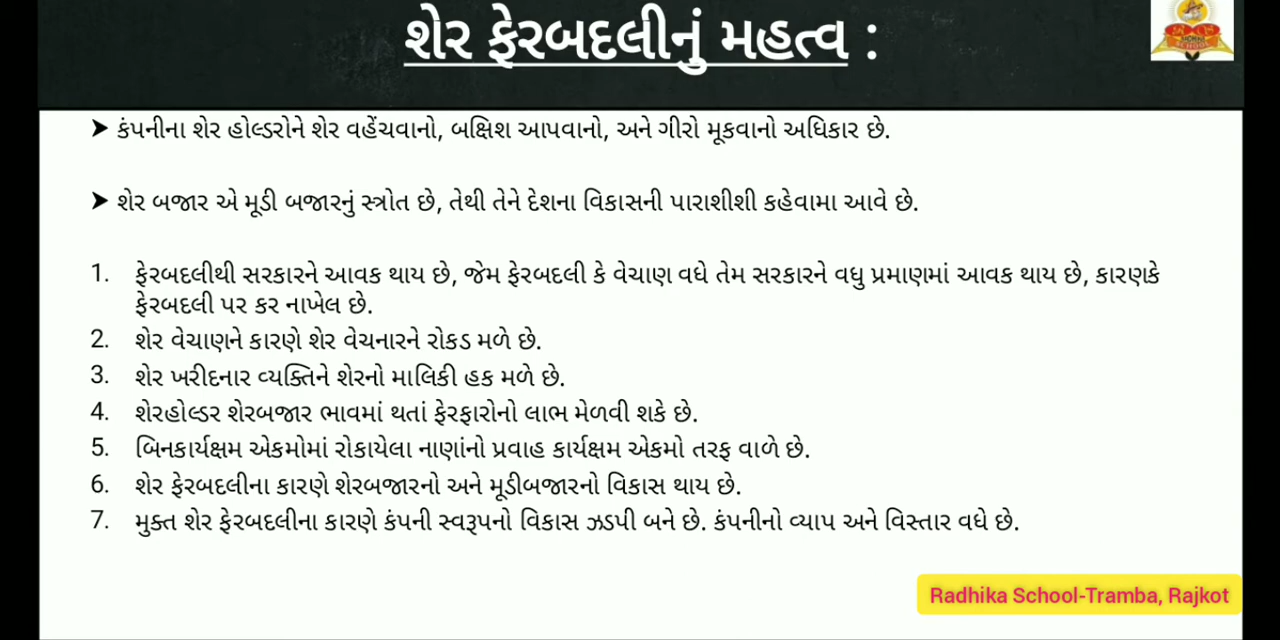 શેર ફેરબદલીનું મહત્વ :
➤ કંપનીના શેર હોલ્ડરોને શેર વહેંચવાનો, બક્ષિશ આપવાનો, અને ગીરો મૂકવાનો અધિકાર છે.
➤ શેર બજાર એ મૂડી બજારનું સ્ત્રોત છે, તેથી તેને દેશના વિકાસની પારાશીશી કહેવામા આવે છે.
1. ફેરબદલીથી સરકારને આવક થાય છે, જેમ ફેરબદલી કે વેચાણ વધે તેમ સરકારને વધુ પ્રમાણમાં આવક થાય છે, કારણકે
ફેરબદલી પર કર નાખેલ છે.
2. શેર વેચાણને કારણે શેર વેચનારને રોકડ મળે છે.
3. શેર ખરીદનાર વ્યક્તિને શેરનો માલિકી હક મળે છે.
4. શેરહોલ્ડર શેરબજાર ભાવમાં થતાં ફેરફારોનો લાભ મેળવી શકે છે.
5. બિનકાર્યક્ષમ એકમોમાં રોકાયેલા નાણાંનો પ્રવાહ કાર્યક્ષમ એકમો તરફ વાળે છે.
6. શેર ફેરબદલીના કારણે શેરબજારનો અને મૂડીબજારનો વિકાસ થાય છે.
7. મુક્ત શેર ફેરબદલીના કારણે કંપની સ્વરૂપનો વિકાસ ઝડપી બને છે. કંપનીનો વ્યાપ અને વિસ્તાર વધે છે.
Radhika School-Tramba, Rajkot